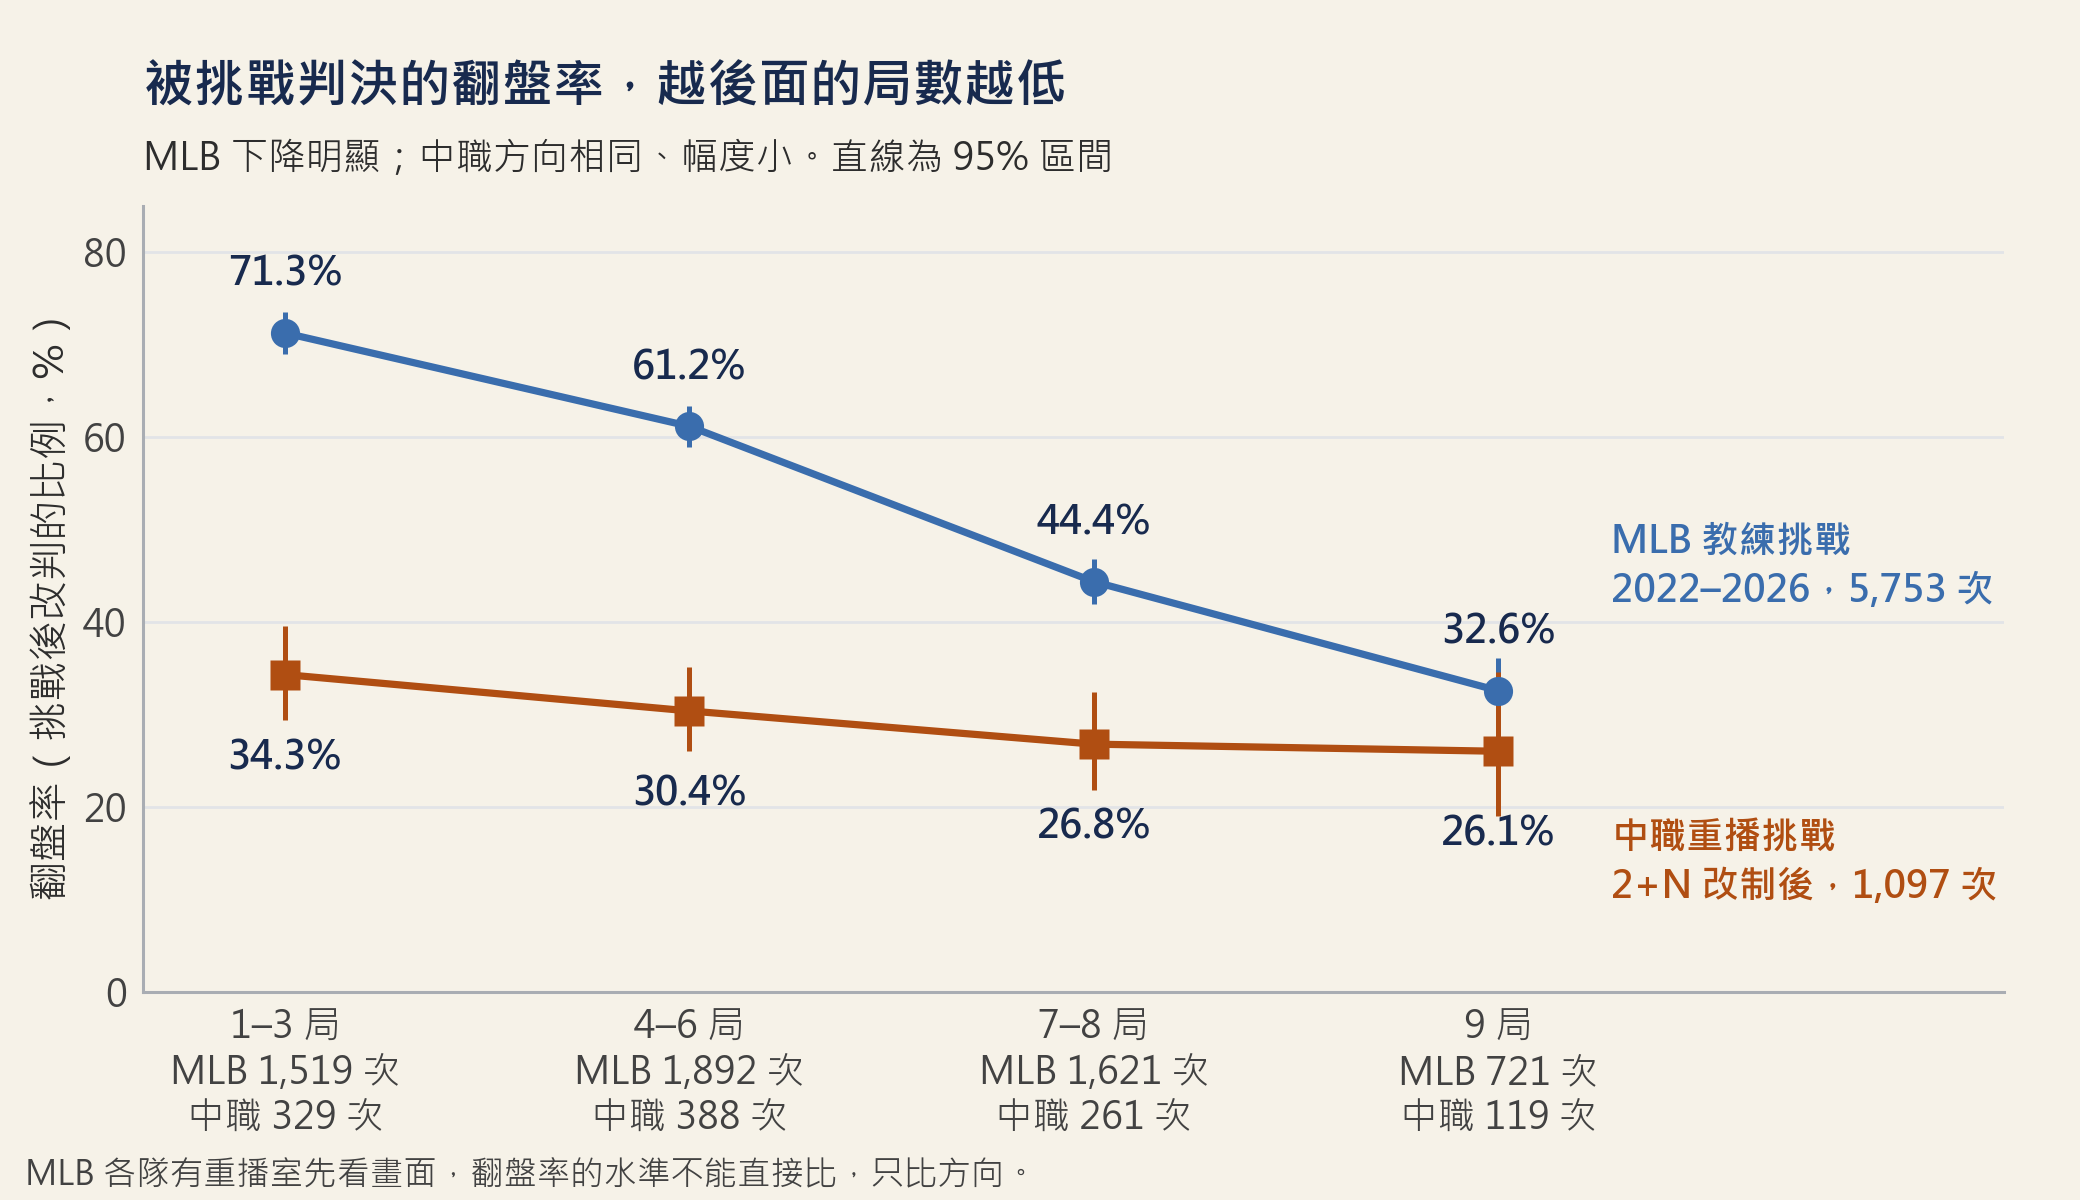 被挑戰判決的翻盤率，越後面的局數越低
MLB 下降明顯；中職方向相同、幅度小。直線為 95% 區間
翻盤率（挑戰後改判的比例，%）
80
60
40
20
0
71.3%
61.2%
44.4%
32.6%
34.3%
30.4%
26.8%
26.1%
MLB 教練挑戰
2022–2026，5,753 次
中職重播挑戰
2+N 改制後，1,097 次
1–3 局
MLB 1,519 次
中職 329 次
4–6 局
MLB 1,892 次
中職 388 次
7–8 局
MLB 1,621 次
中職 261 次
9 局
MLB 721 次
中職 119 次
MLB 各隊有重播室先看畫面，翻盤率的水準不能直接比，只比方向。